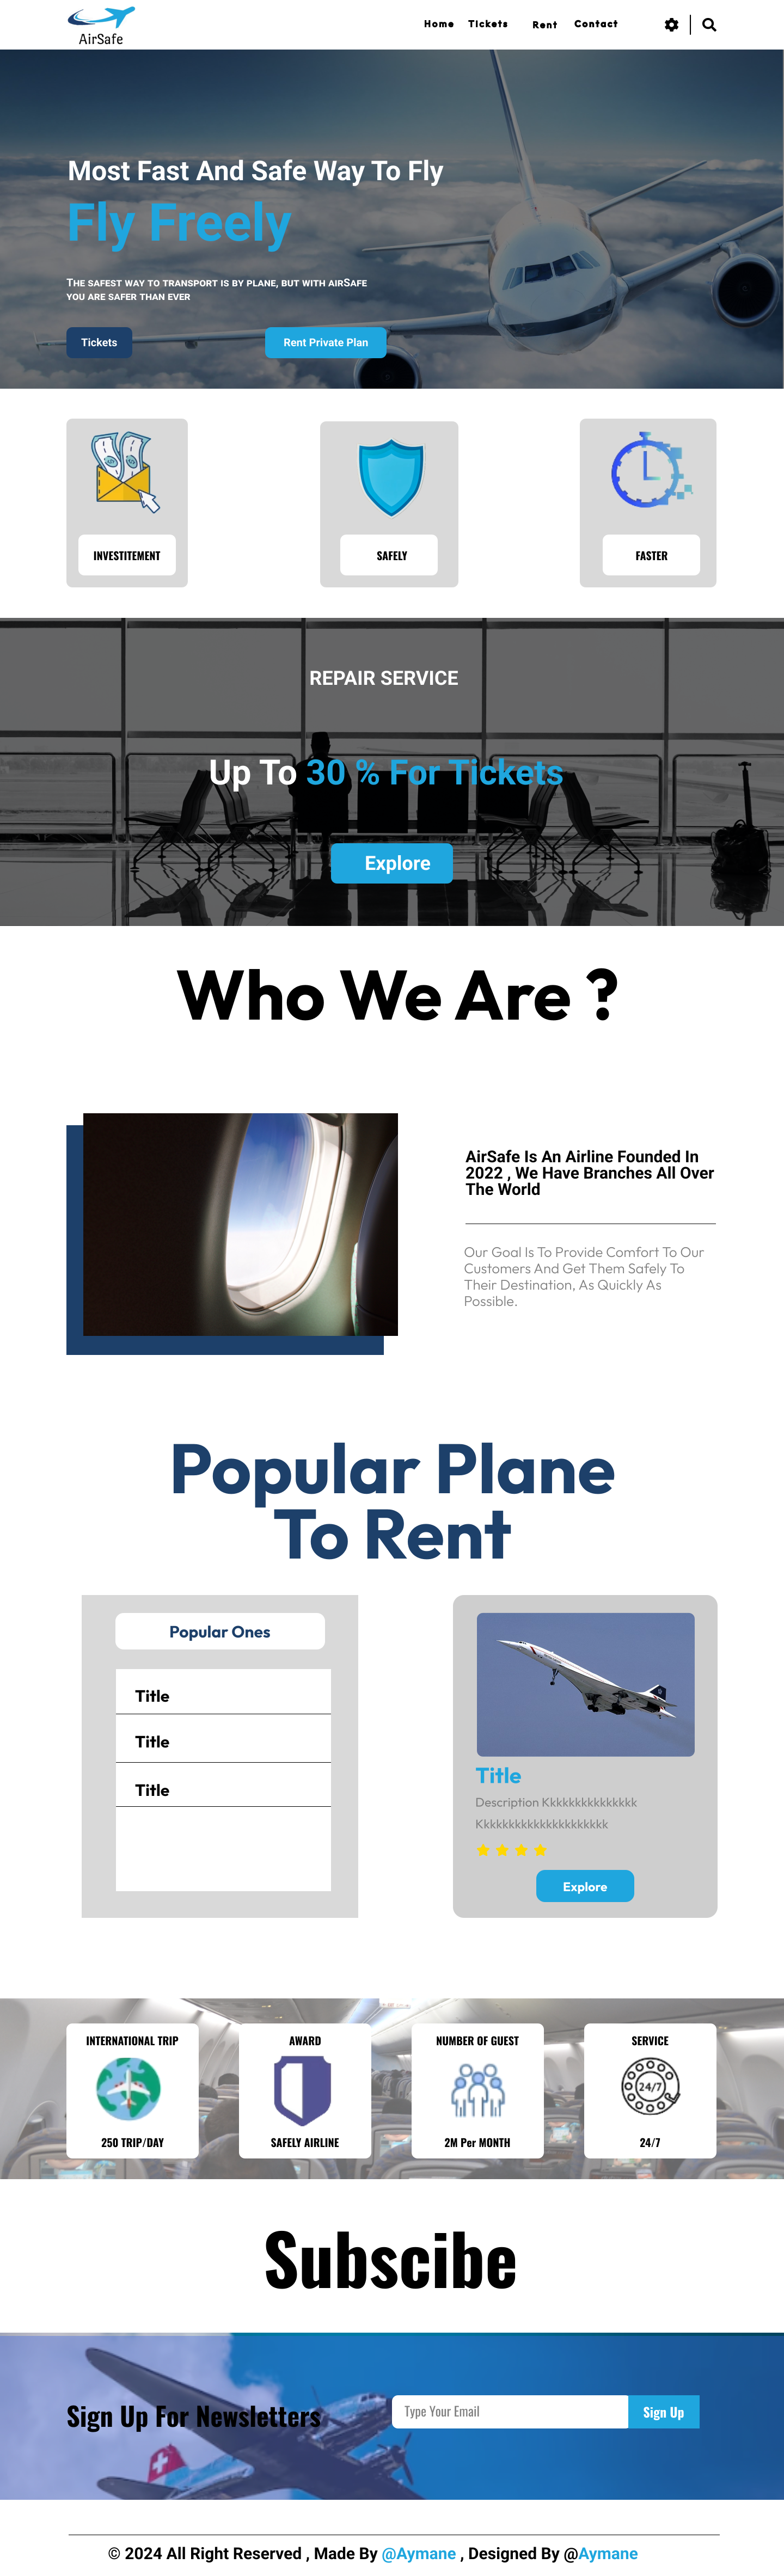 AirSafe
Home Tickets Rent Contact
Most Fast And Safe Way To Fly
Fly Freely
The safest way to transport is by plane, but with airSafe
you are safer than ever
Tickets
Rent Private Plan
INVESTITEMENT
SAFELY
FASTER
REPAIR SERVICE
Up To 30 % For Tickets
Explore
Who We Are ?
AirSafe Is An Airline Founded In
2022 , We Have Branches All Over
The World
Our Goal Is To Provide Comfort To Our
Customers And Get Them Safely To
Their Destination, As Quickly As
Possible.
Popular Plane
To Rent
Popular Ones
Title
Title
Title
Title
Description Kkkkkkkkkkkkkkk
Kkkkkkkkkkkkkkkkkkkkk
Explore
INTERNATIONAL TRIP
250 TRIP/DAY
AWARD
SAFELY AIRLINE
NUMBER OF GUEST
2M Per MONTH
SERVICE
24/7
24/7
Subscibe
Sign Up For Newsletters
Type Your Email
Sign Up
© 2024 All Right Reserved , Made By @Aymane , Designed By @Aymane